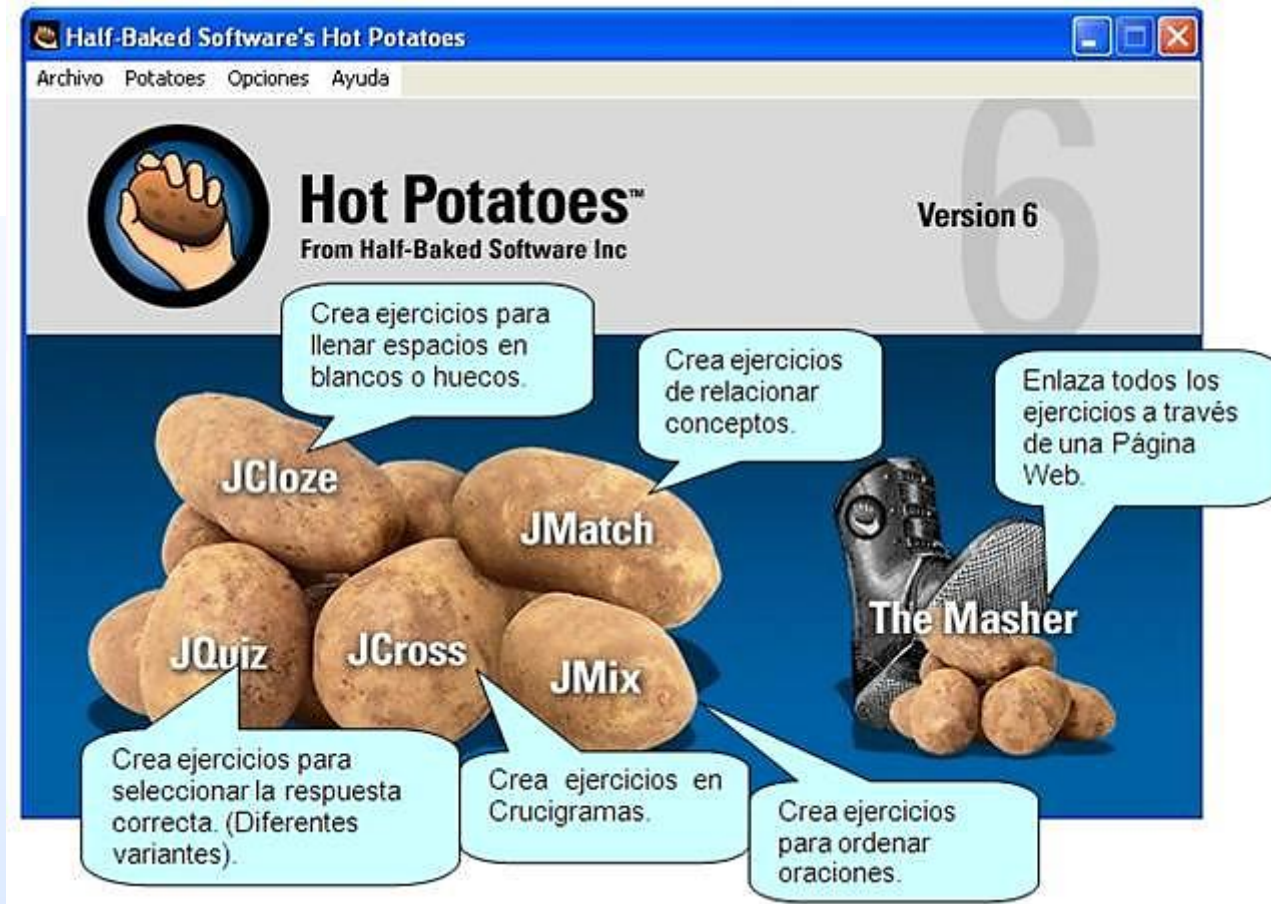 Half-Baked Software's Hot Potatoes
Archivo Potatoes Opciones Ayuda
6
Hot Potatoes™
From Half-Baked Software Inc
Version 6
Crea ejercicios para
llenar espacios en
blancos o huecos.
Crea ejercicios
de relacionar
conceptos.
Enlaza todos los
ejercicios a través
de una Página
Web.
JCloze
JMatch
The Masher
JQuiz
JCross
JMix
Crea ejercicios para
seleccionar la respuesta
correcta. (Diferentes
variantes).
Crea ejercicios en
Crucigramas.
Crea ejercicios
para ordenar
oraciones.